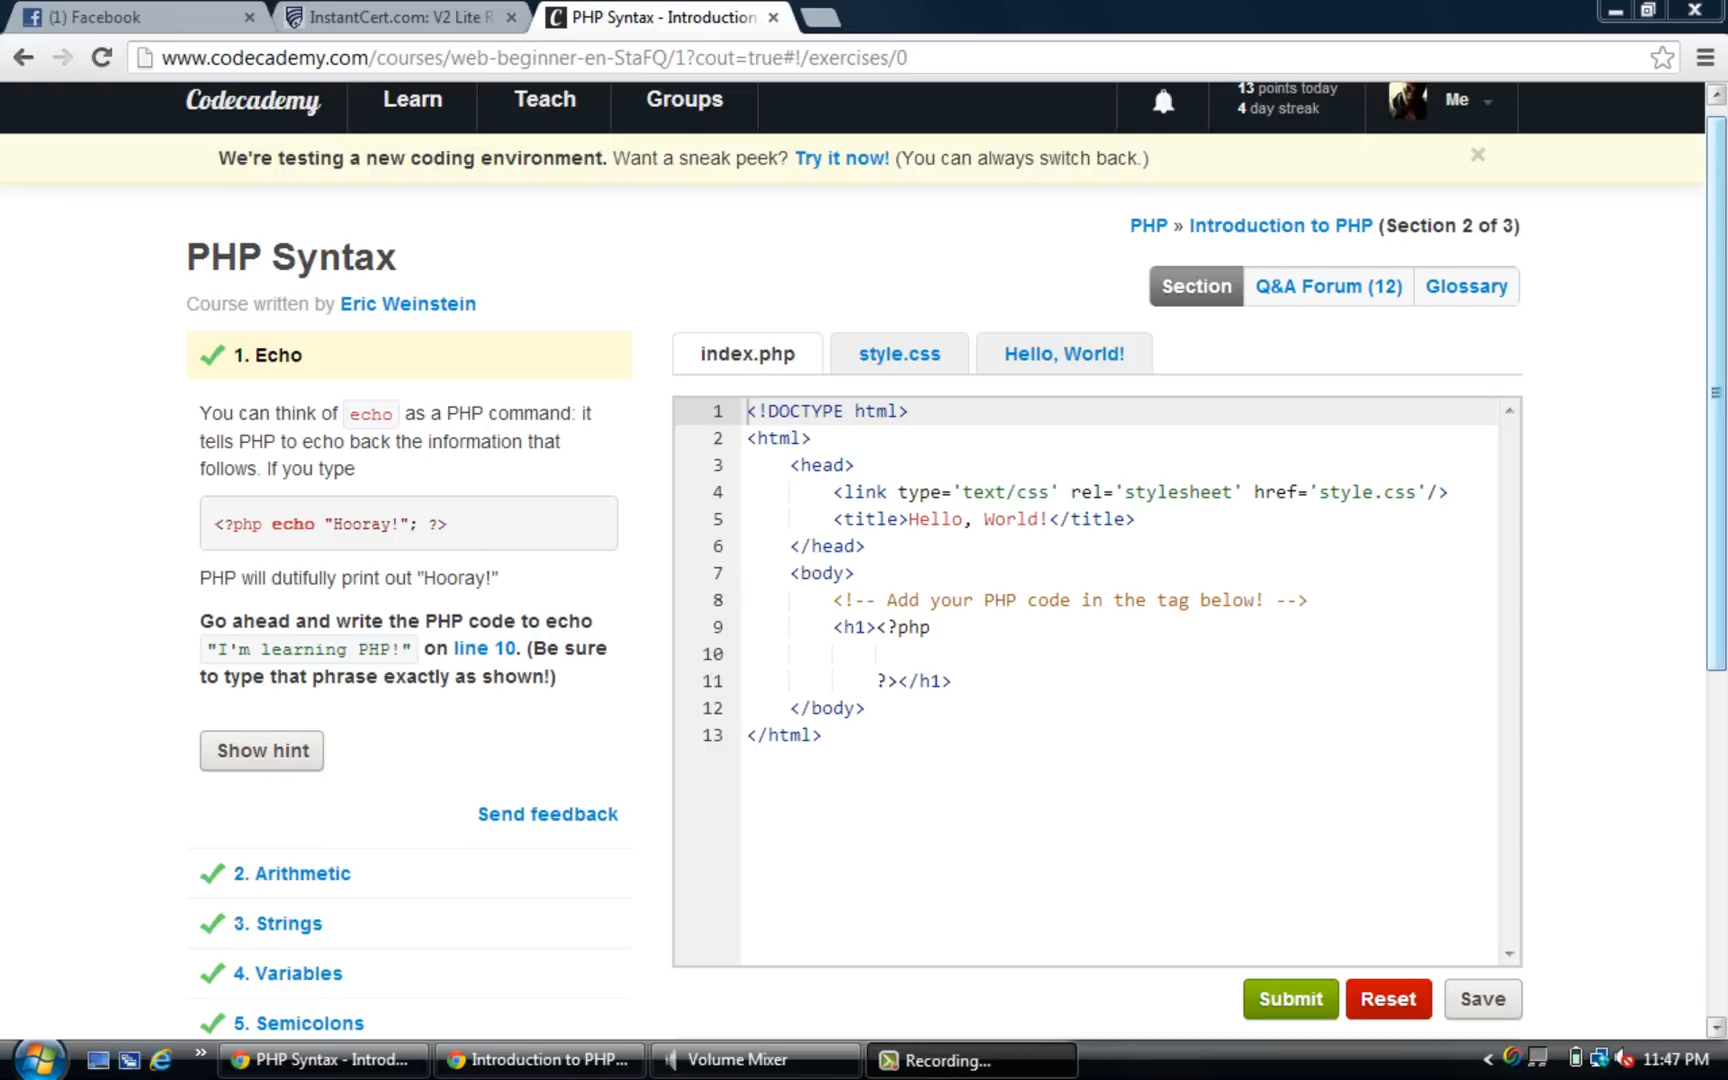 (1) Facebook
InstantCert.com: V2 Lite R
PHP Syntax - Introduction
www.codecademy.com/courses/web-beginner-en-StaFQ/1?cout=true#!/exercises/0
Codecademy
Learn
Teach
Groups
13 points today
4 day streak
Me
We're testing a new coding environment. Want a sneak peek? Try it now! (You can always switch back.)
PHP » Introduction to PHP (Section 2 of 3)
PHP Syntax
Course written by Eric Weinstein
Section
Q&A Forum (12)
Glossary
1. Echo
You can think of echo as a PHP command: it
tells PHP to echo back the information that
follows. If you type
<?php echo "Hooray!"; ?>
PHP will dutifully print out "Hooray!"
Go ahead and write the PHP code to echo
"I'm learning PHP!" on line 10. (Be sure
to type that phrase exactly as shown!)
Show hint
Send feedback
2. Arithmetic
3. Strings
4. Variables
5. Semicolons
index.php
style.css
Hello, World!
1 <!DOCTYPE html>
2 <html>
3 <head>
4 <link type='text/css' rel='stylesheet' href='style.css'/>
5 <title>Hello, World!</title>
6 </head>
7 <body>
8 <!-- Add your PHP code in the tag below! -->
9 <h1><?php
10
11 ?></h1>
12 </body>
13 </html>
Submit
Reset
Save
PHP Syntax - Introd...
Introduction to PHP...
Volume Mixer
Recording...
11:47 PM